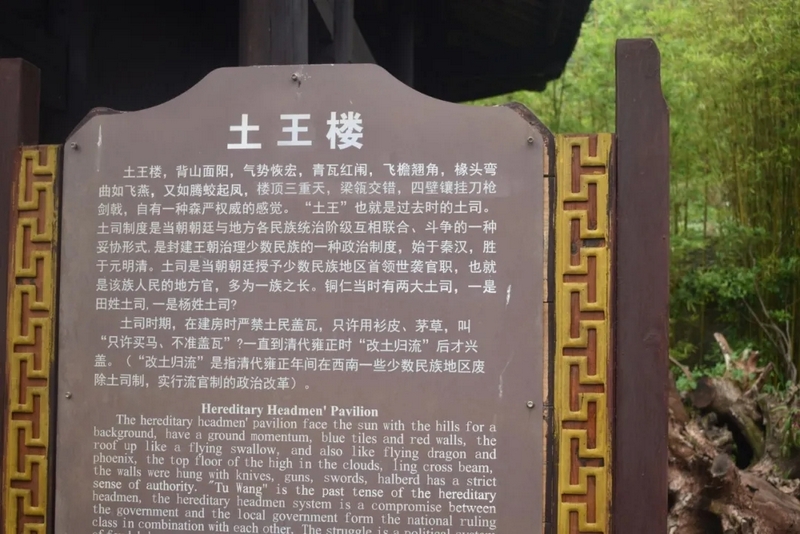 土王楼
土王楼，背山面阳，气势恢宏，青瓦红闱，飞檐翘角，椽头弯
曲如飞燕，又如腾蛟起凤，楼顶三重天，梁瓴交错，四壁镶挂刀枪
剑戟，自有一种森严权威的感觉。“土王”也就是过去时的土司。
土司制度是当朝朝廷与地方各民族统治阶级互相联合、斗争的一种
妥协形式，是封建王朝治理少数民族的一种政治制度，始于秦汉，胜
于元明清。土司是当朝朝廷授予少数民族地区首领世袭官职，也就
是该族人民的地方官，多为一族之长。铜仁当时有两大土司，一是
田姓土司，一是杨姓土司？
土司时期，在建房时严禁土民盖瓦，只许用杉皮、茅草，叫
“只许买马、不准盖瓦”？一直到清代雍正时“改土归流”后才兴
盖。（“改土归流”是指清代雍正年间在西南一些少数民族地区废
除土司制，实行流官制的政治改革）。
Hereditary Headmen' Pavilion
The hereditary hcadmen' pavilion face the sun with the hills for a
background, have a ground momentum, blue tiles and red walls, the
roof up like a flying swallow, and also like flying dragon and
phoenix, the top floor of the high in the clouds, ling cross beam,
the walls were hung with knives, guns, swords, halberd has a strict
sense of authority. "Tu Wang" is the past tense of the hereditary
headmen, the hereditary headmen system is a compromise between
the government and the local government form the national ruling
class in combination with each other. The struggle is a political system